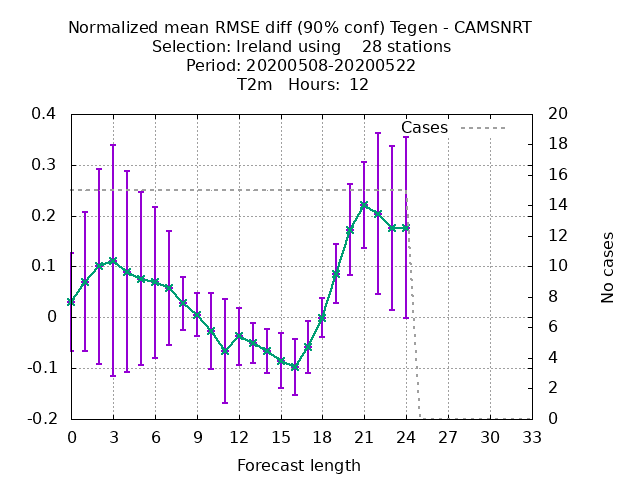 Normalized mean RMSE diff (90% conf) Tegen - CAMSNRT
Selection: Ireland using 28 stations
Period: 20200508-20200522
T2m Hours: 12
0.4
0.3
0.2
0.1
0
-0.1
-0.2
Cases
20
18
16
14
12
10
8
6
4
2
0
No cases
0 3 6 9 12 15 18 21 24 27 30 33
Forecast length